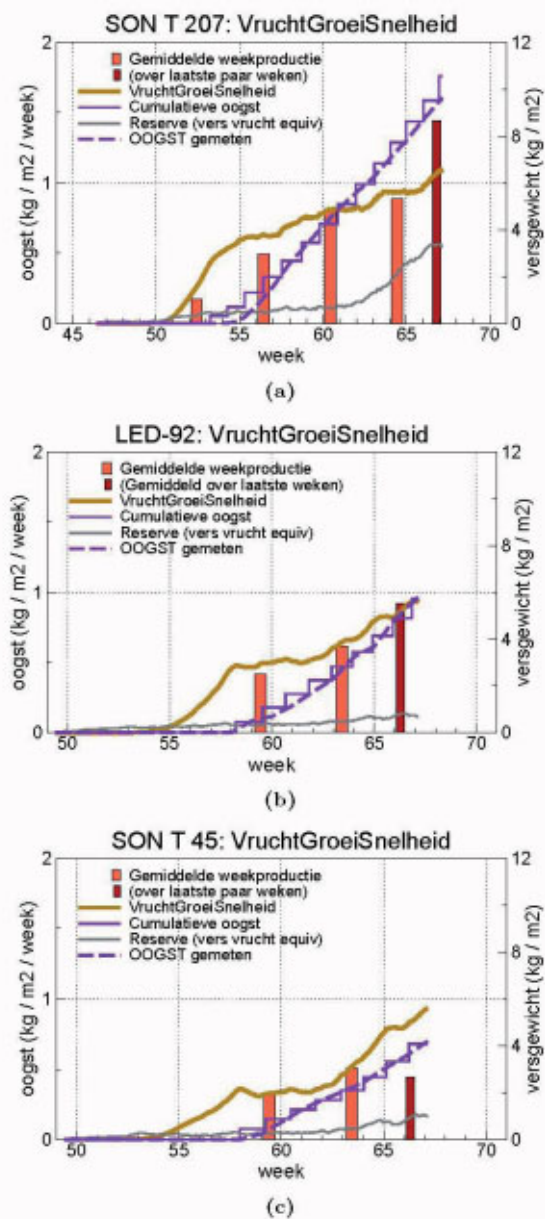 SON T 207: VruchtGroeiSnelheid
Gemiddelde weekproductie
(over laatste paar weken)
VruchtGroeiSnelheid
Cumulatieve oogst
Reserve (vers vrucht equiv)
OOGST gemeten
oogst (kg / m2 / week)
versgewicht (kg / m2)
2
1
0
12
8
4
0
45 50 55 60 65 70
week
(a)
LED-92: VruchtGroeiSnelheid
Gemiddelde weekproductie
(Gemiddeld over laatste weken)
VruchtGroeiSnelheid
Cumulatieve oogst
Reserve (vers vrucht equiv)
OOGST gemeten
oogst (kg / m2 / week)
versgewicht (kg / m2)
2
1
0
12
8
4
0
50 55 60 65 70
week
(b)
SON T 45: VruchtGroeiSnelheid
Gemiddelde weekproductie
(over laatste paar weken)
VruchtGroeiSnelheid
Cumulatieve oogst
Reserve (vers vrucht equiv)
OOGST gemeten
oogst (kg / m2 / week)
versgewicht (kg / m2)
2
1
0
12
8
4
0
50 55 60 65 70
week
(c)